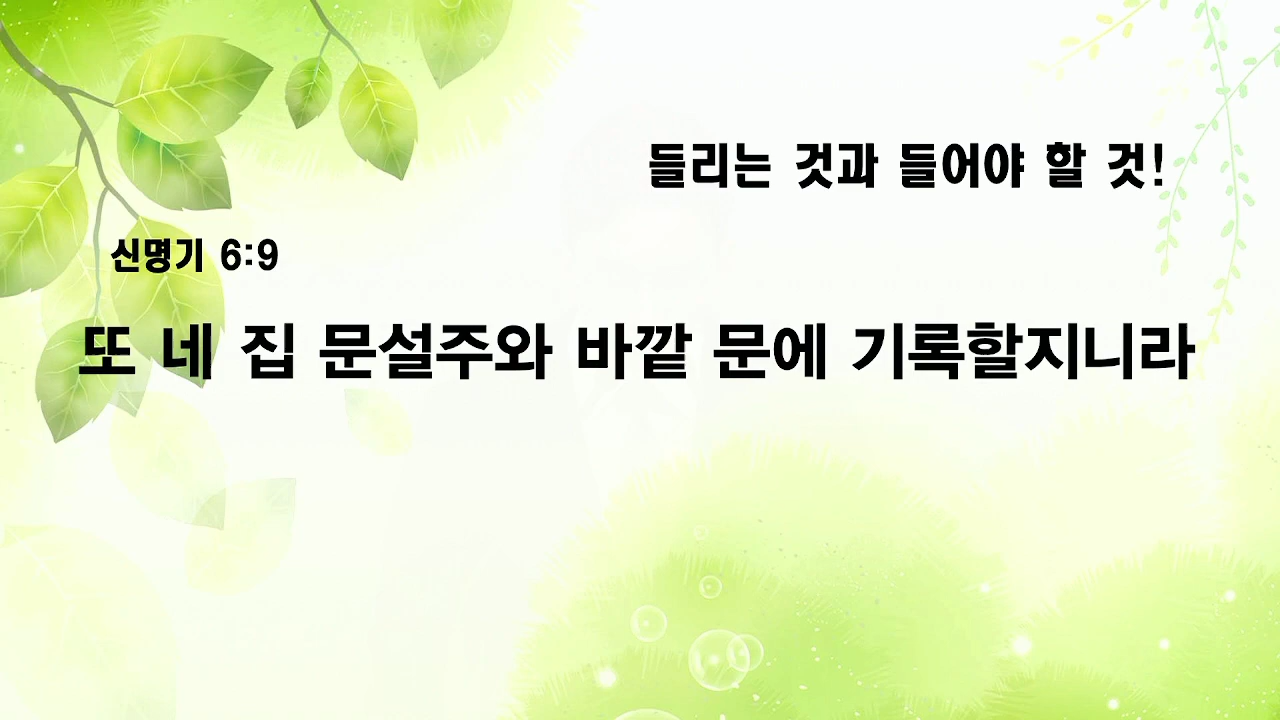 들리는 것과 들어야 할 것!
신명기 6:9
또 네 집 문설주와 바깥 문에 기록할지니라